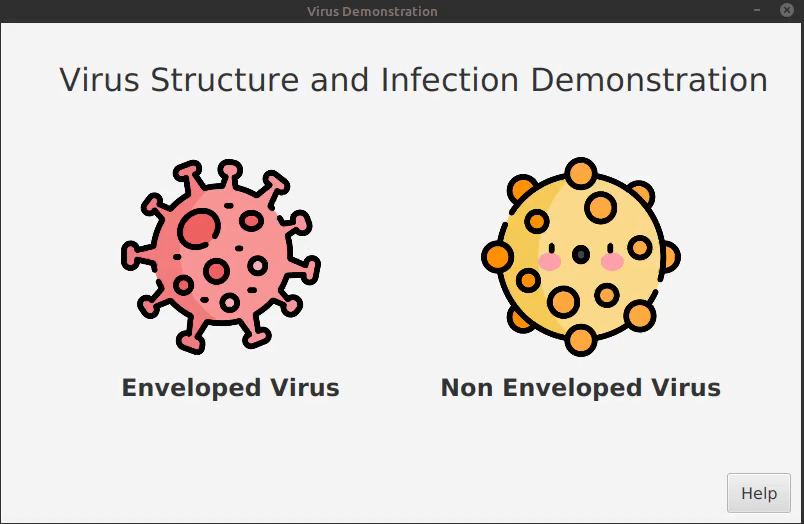 Virus Demonstration
Virus Structure and Infection Demonstration
Enveloped Virus
Non Enveloped Virus
Help